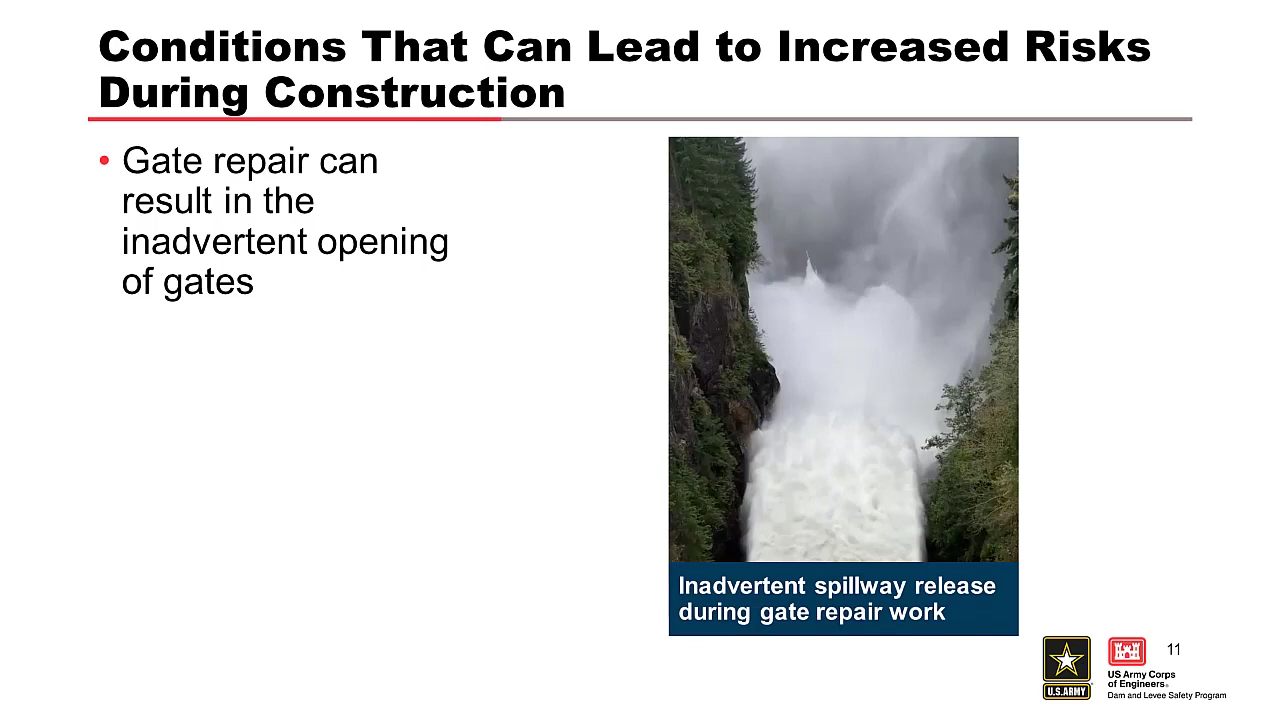 Conditions That Can Lead to Increased Risks
During Construction
• Gate repair can
result in the
inadvertent opening
of gates
Inadvertent spillway release
during gate repair work
U.S. ARMY
US Army Corps
of Engineers®
Dam and Levee Safety Program
11